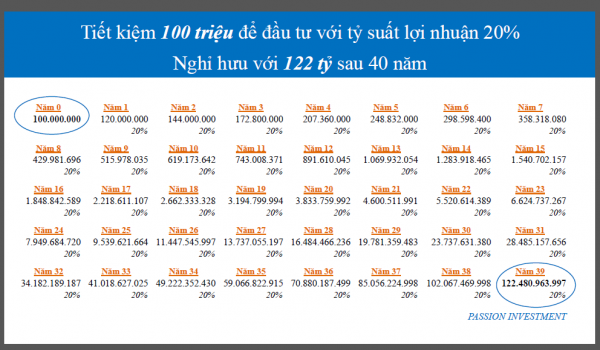 Tiết kiệm 100 triệu để đầu tư với tỷ suất lợi nhuận 20%
Nghỉ hưu với 122 tỷ sau 40 năm
Năm 0 Năm 1 Năm 2 Năm 3 Năm 4 Năm 5 Năm 6 Năm 7
100.000.000 120.000.000 144.000.000 172.800.000 207.360.000 248.832.000 298.598.400 358.318.080
20% 20% 20% 20% 20% 20% 20%
Năm 8 Năm 9 Năm 10 Năm 11 Năm 12 Năm 13 Năm 14 Năm 15
429.981.696 515.978.035 619.173.642 743.008.371 891.610.045 1.069.932.054 1.283.918.465 1.540.702.157
20% 20% 20% 20% 20% 20% 20% 20%
Năm 16 Năm 17 Năm 18 Năm 19 Năm 20 Năm 21 Năm 22 Năm 23
1.848.842.589 2.218.611.107 2.662.333.328 3.194.799.994 3.833.759.992 4.600.511.991 5.520.614.389 6.624.737.267
20% 20% 20% 20% 20% 20% 20% 20%
Năm 24 Năm 25 Năm 26 Năm 27 Năm 28 Năm 29 Năm 30 Năm 31
7.949.684.720 9.539.621.664 11.447.545.997 13.737.055.197 16.484.466.236 19.781.359.483 23.737.631.380 28.485.157.656
20% 20% 20% 20% 20% 20% 20% 20%
Năm 32 Năm 33 Năm 34 Năm 35 Năm 36 Năm 37 Năm 38 Năm 39
34.182.189.187 41.018.627.025 49.222.352.430 59.066.822.915 70.880.187.499 85.056.224.998 102.067.469.998 122.480.963.997
20% 20% 20% 20% 20% 20% 20% 20%
PASSION INVESTMENT